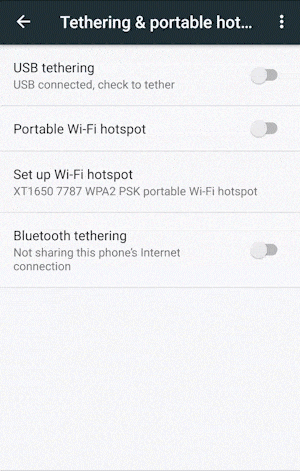 Tethering & portable hot...
USB tethering
USB connected, check to tether
Portable Wi-Fi hotspot
Set up Wi-Fi hotspot
XT1650 7787 WPA2 PSK portable Wi-Fi hotspot
Bluetooth tethering
Not sharing this phone's Internet
connection